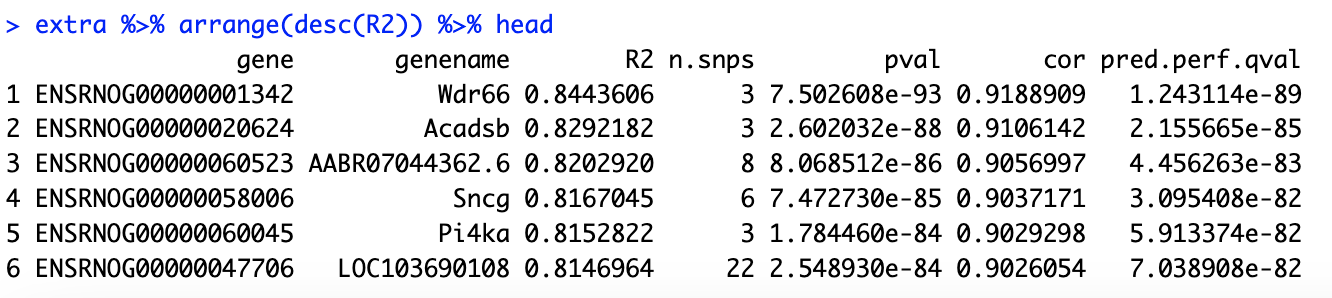 > extra %>% arrange(desc(R2)) %>% head
gene genename R2 n.snps pval cor pred.perf.qval
1 ENSRNOG00000001342 Wdr66 0.8443606 3 7.502608e-93 0.9188909 1.243114e-89
2 ENSRNOG00000020624 Acadsb 0.8292182 3 2.602032e-88 0.9106142 2.155665e-85
3 ENSRNOG00000060523 AABR07044362.6 0.8202920 8 8.068512e-86 0.9056997 4.456263e-83
4 ENSRNOG00000058006 Sncg 0.8167045 6 7.472730e-85 0.9037171 3.095408e-82
5 ENSRNOG00000060045 Pi4ka 0.8152822 3 1.784460e-84 0.9029298 5.913374e-82
6 ENSRNOG00000047706 LOC103690108 0.8146964 22 2.548930e-84 0.9026054 7.038908e-82